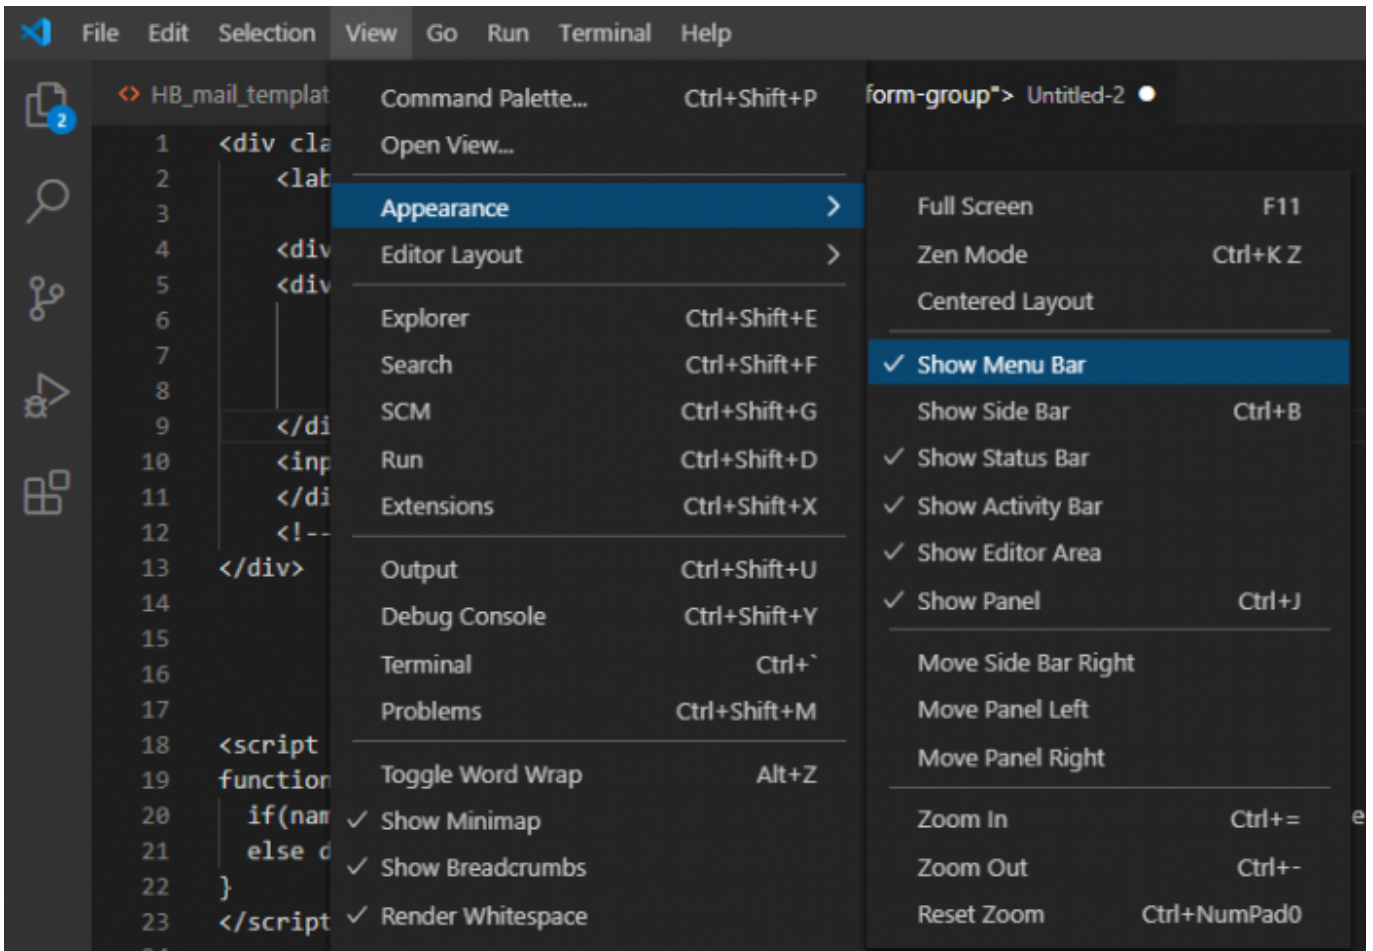 File Edit Selection View Go Run Terminal Help
<> HB_mail_templat
form-group"> Untitled-2
2
1 <div cla
2 <lab
3
4 <div
5 <div
6
7
8
9 </di
10 <inp
11 </di
12 <!--
13 </div>
14
15
16
17
18 <script
19 function
20 if(nam
21 else d
22 }
23 </script
Command Palette... Ctrl+Shift+P
Open View...
Appearance
Editor Layout
Explorer Ctrl+Shift+E
Search Ctrl+Shift+F
SCM Ctrl+Shift+G
Run Ctrl+Shift+D
Extensions Ctrl+Shift+X
Output Ctrl+Shift+U
Debug Console Ctrl+Shift+Y
Terminal Ctrl+`
Problems Ctrl+Shift+M
Toggle Word Wrap Alt+Z
✓ Show Minimap
✓ Show Breadcrumbs
✓ Render Whitespace
Full Screen F11
Zen Mode Ctrl+K Z
Centered Layout
✓ Show Menu Bar
Show Side Bar Ctrl+B
✓ Show Status Bar
✓ Show Activity Bar
✓ Show Editor Area
✓ Show Panel Ctrl+J
Move Side Bar Right
Move Panel Left
Move Panel Right
Zoom In Ctrl+=
Zoom Out Ctrl+-
Reset Zoom Ctrl+NumPad0
e